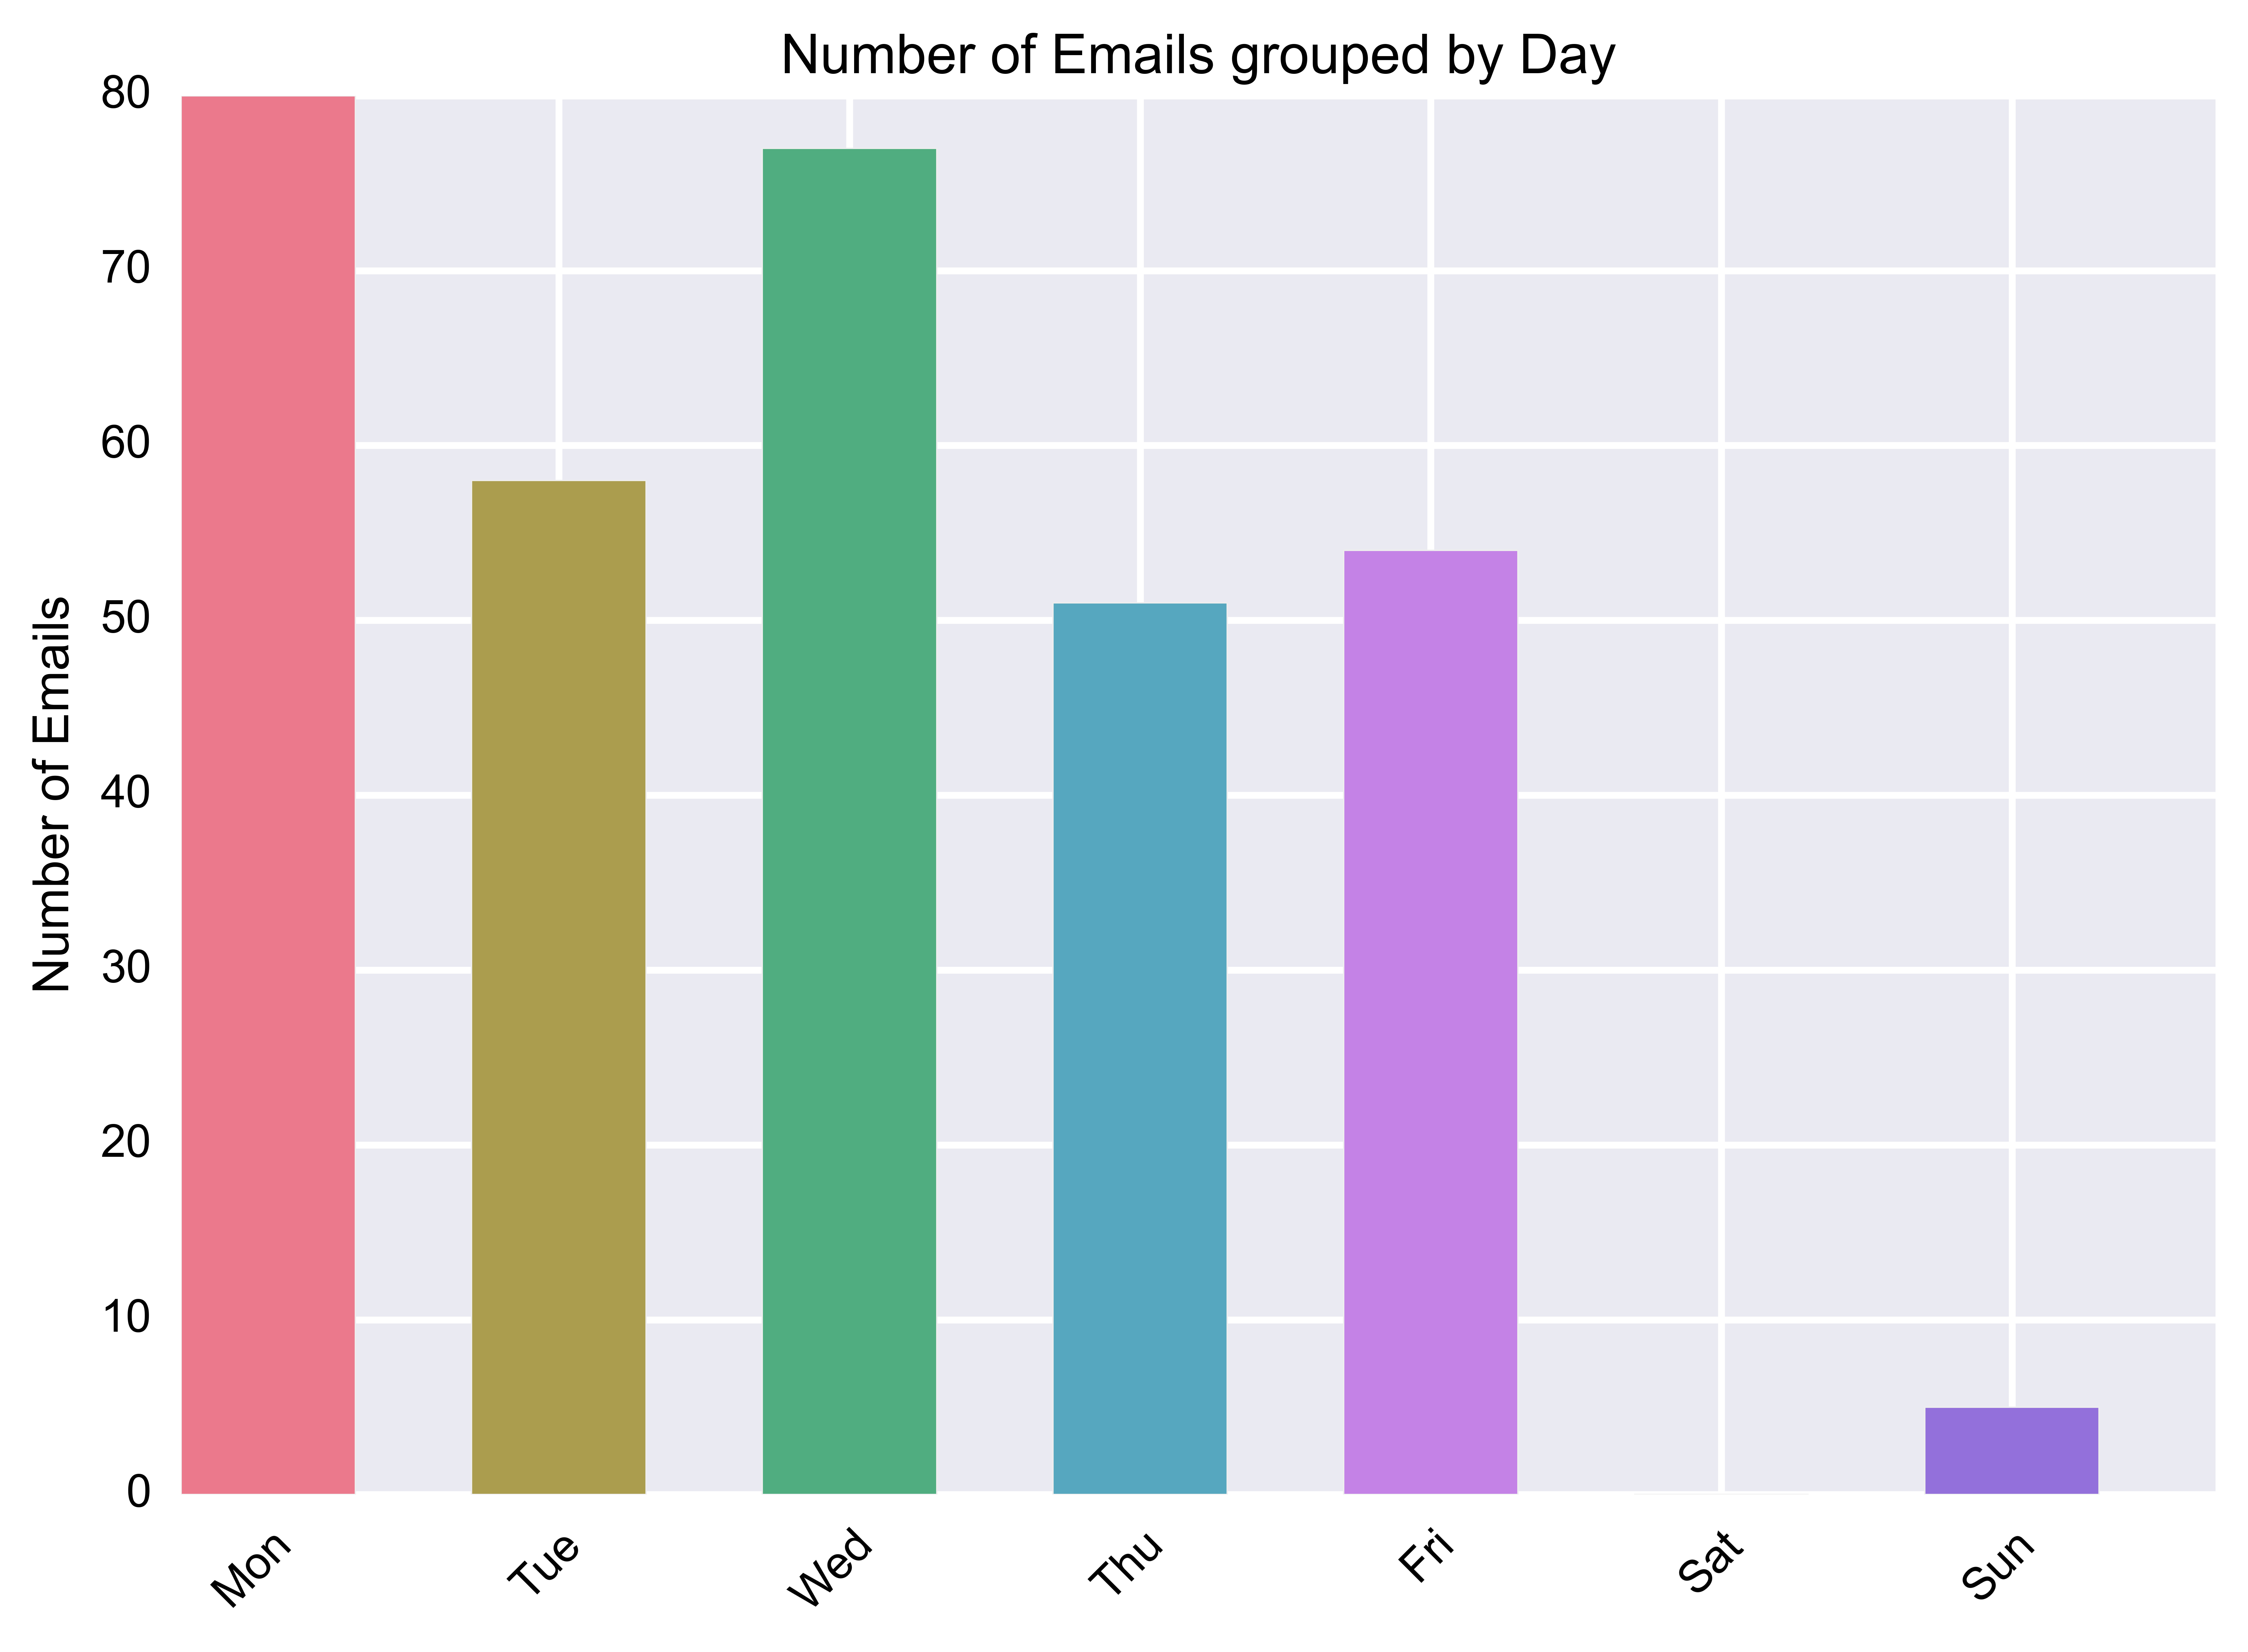 Number of Emails grouped by Day
Number of Emails
80
70
60
50
40
30
20
10
0
Mon
Tue
Wed
Thu
Fri
Sat
Sun